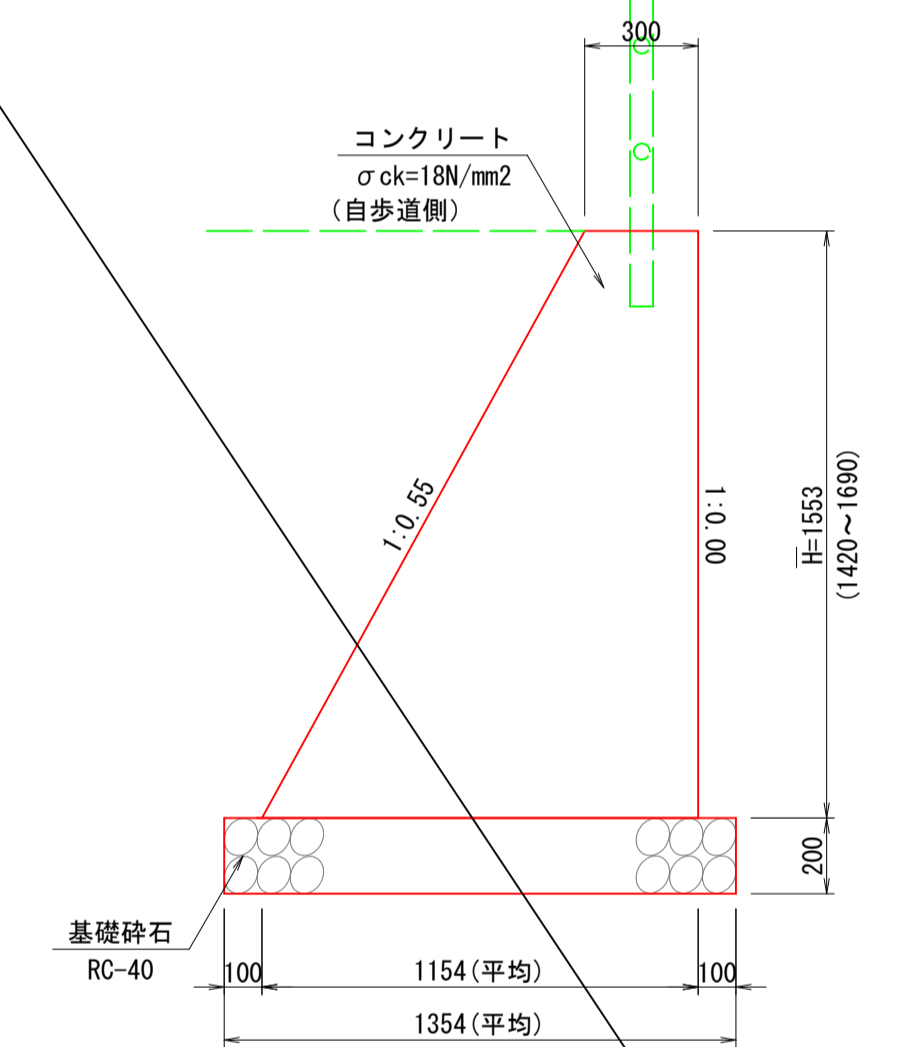 300
コンクリート
σck=18N/mm2
(自歩道側)
1:0.55
1:0.00
H=1553
(1420～1690)
200
基礎砕石
RC-40
100
1154(平均)
100
1354(平均)